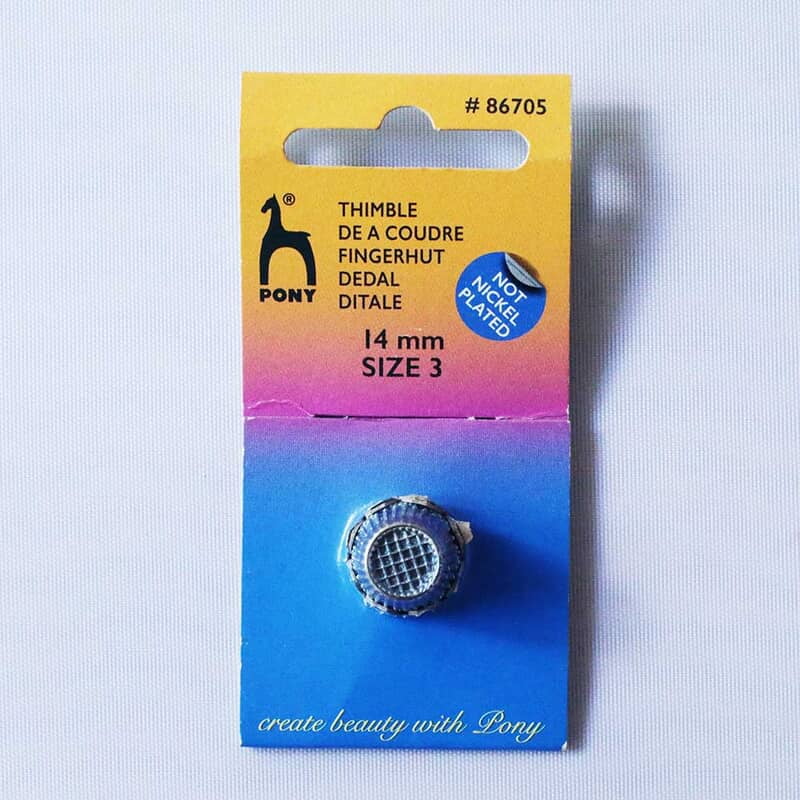 # 86705
®
PONY
THIMBLE
DE A COUDRE
FINGERHUT
DEDAL
DITALE
NOT
NICKEL
PLATED
14 mm
SIZE 3
create beauty with Pony